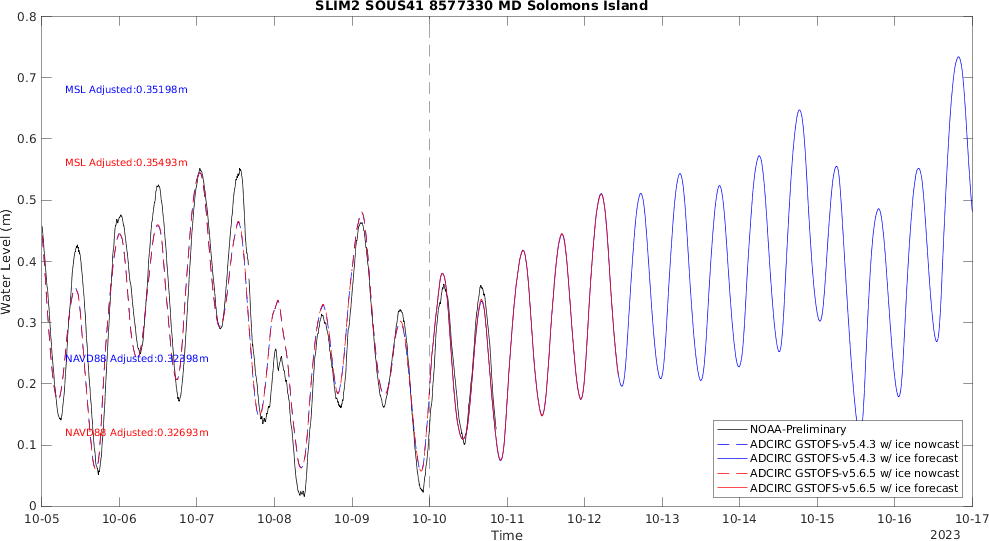 SLIM2 SOUS41 8577330 MD Solomons Island
0.8
0.7
0.6
0.5
0.4
0.3
0.2
0.1
0
Water Level (m)
MSL Adjusted:0.35198m
MSL Adjusted:0.35493m
NAVD88 Adjusted:0.32398m
NAVD88 Adjusted:0.32693m
NOAA-Preliminary
ADCIRC GSTOFS-v5.4.3 w/ ice nowcast
ADCIRC GSTOFS-v5.4.3 w/ ice forecast
ADCIRC GSTOFS-v5.6.5 w/ ice nowcast
ADCIRC GSTOFS-v5.6.5 w/ ice forecast
10-05 10-06 10-07 10-08 10-09 10-10 10-11 10-12 10-13 10-14 10-15 10-16 10-17
Time
2023